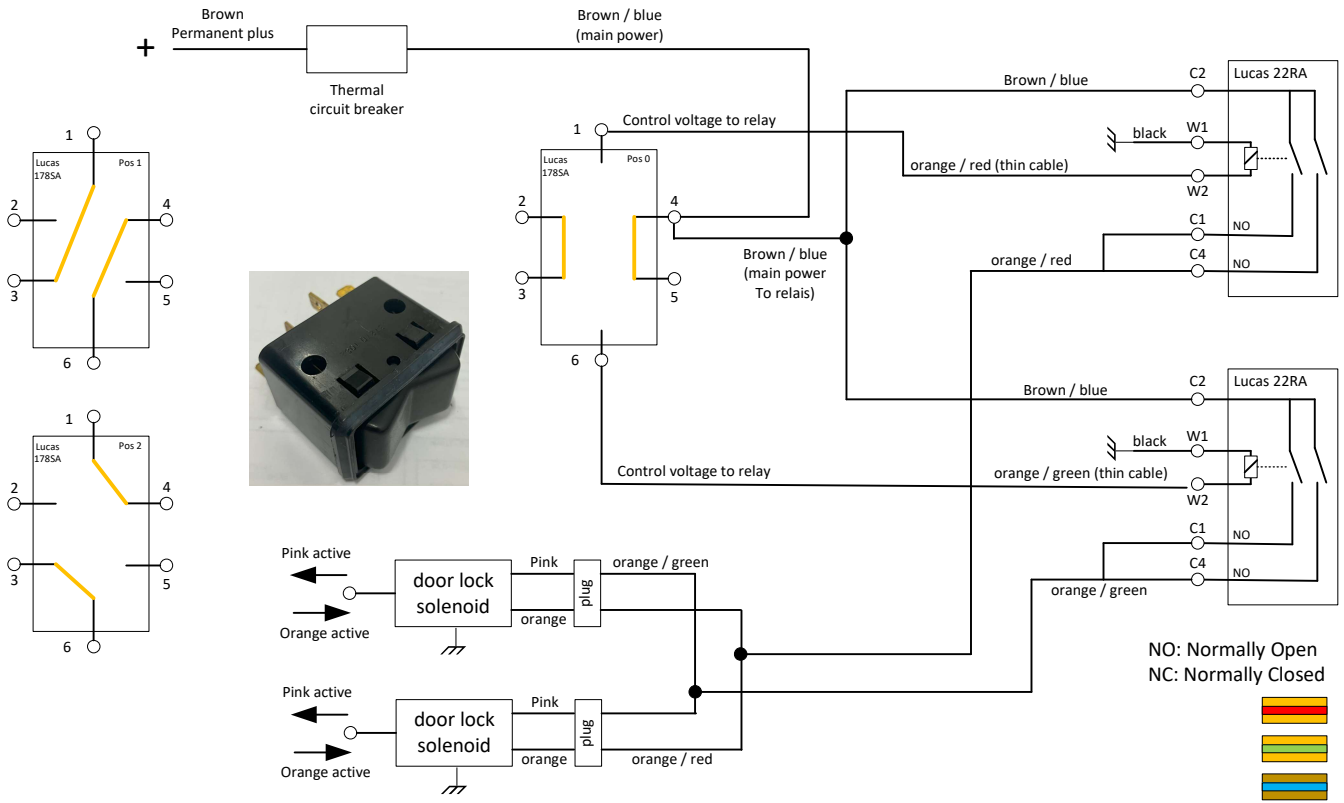 Brown
Permanent plus
+
Thermal
circuit breaker
Brown / blue
(main power)
1
Lucas
178SA
Pos 1
2
4
3
5
6
1
Lucas
178SA
Pos 2
2
4
3
5
6
1
Control voltage to relay
Lucas
178SA
Pos 0
2
4
3
5
6
Brown / blue
(main power
To relais)
orange / red (thin cable)
orange / red
Control voltage to relay
orange / green (thin cable)
Brown / blue
C2
Lucas 22RA
black
W1
W2
C1
NO
C4
NO
Brown / blue
C2
Lucas 22RA
black
W1
W2
C1
NO
C4
NO
orange / green
Pink active
Orange active
door lock
solenoid
Pink
orange
plug
orange / green
Pink active
Orange active
door lock
solenoid
Pink
orange
plug
orange / red
NO: Normally Open
NC: Normally Closed